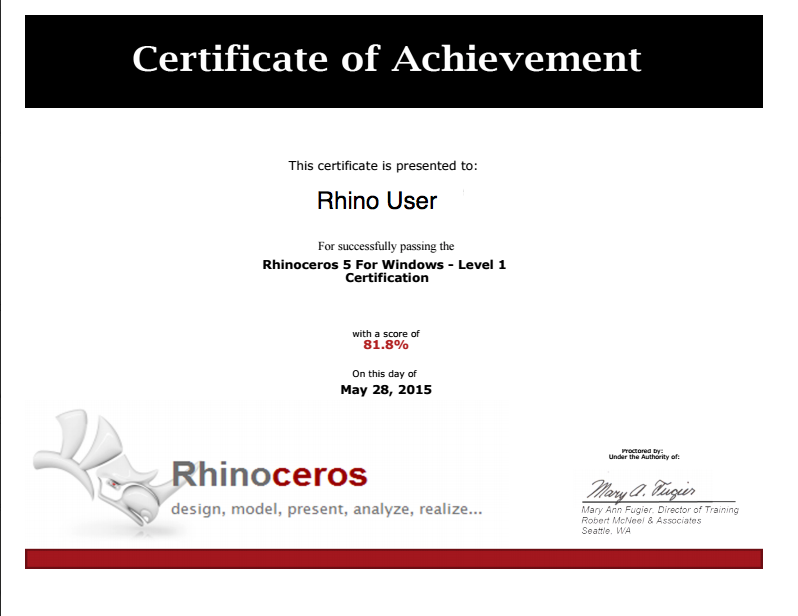 Certificate of Achievement
This certificate is presented to:
Rhino User
For successfully passing the
Rhinoceros 5 For Windows - Level 1
Certification
with a score of
81.8%
On this day of
May 28, 2015
Rhinoceros
design, model, present, analyze, realize...
Proctored by:
Under the Authority of:
Mary A. Fugier
Mary Ann Fugier, Director of Training
Robert McNeel & Associates
Seattle, WA